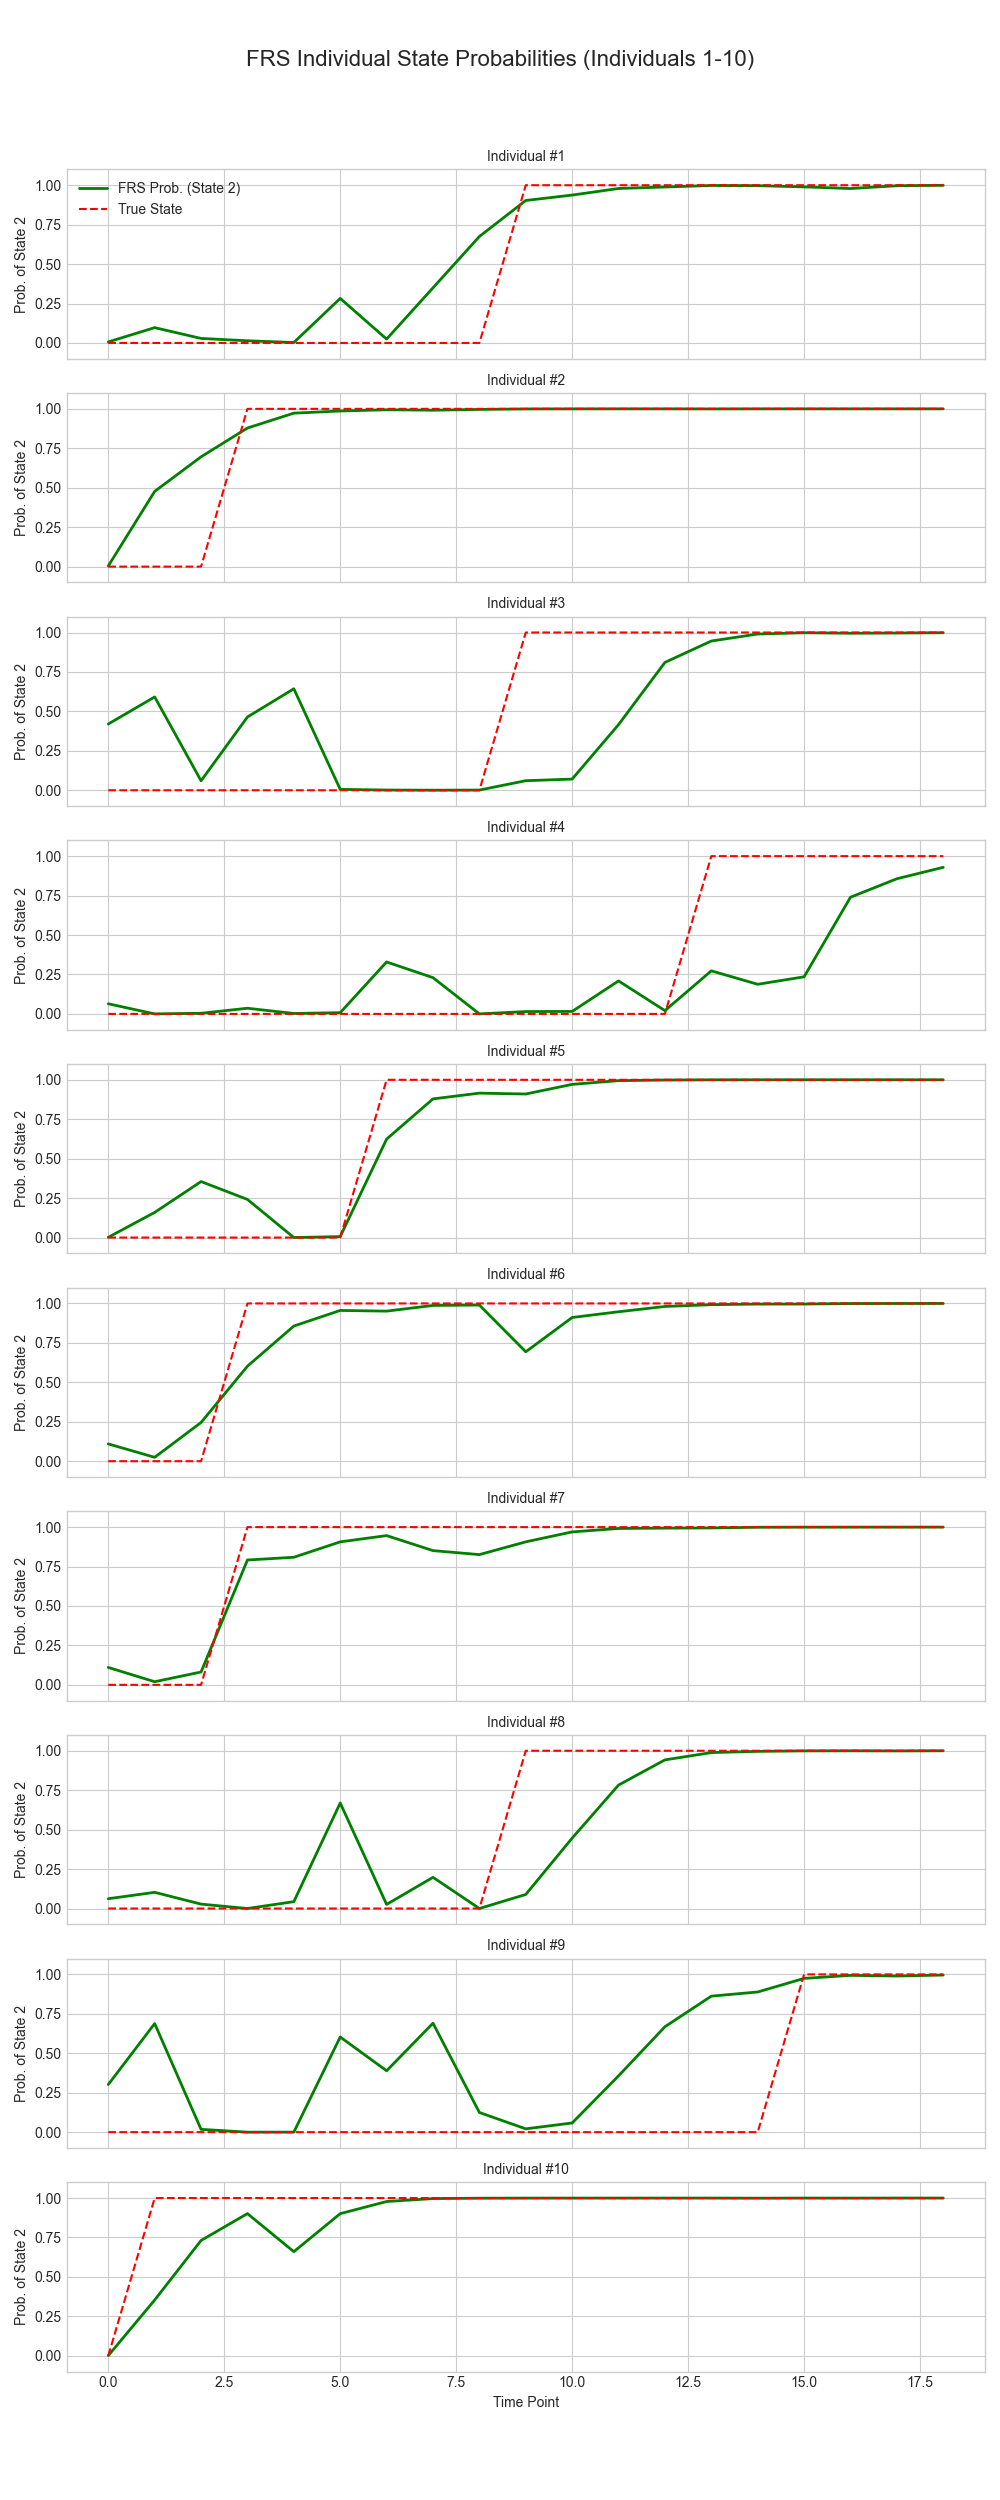 FRS Individual State Probabilities (Individuals 1-10)
Individual #1
FRS Prob. (State 2)
True State
Prob. of State 2
1.00
0.75
0.50
0.25
0.00
Individual #2
Prob. of State 2
1.00
0.75
0.50
0.25
0.00
Individual #3
Prob. of State 2
1.00
0.75
0.50
0.25
0.00
Individual #4
Prob. of State 2
1.00
0.75
0.50
0.25
0.00
Individual #5
Prob. of State 2
1.00
0.75
0.50
0.25
0.00
Individual #6
Prob. of State 2
1.00
0.75
0.50
0.25
0.00
Individual #7
Prob. of State 2
1.00
0.75
0.50
0.25
0.00
Individual #8
Prob. of State 2
1.00
0.75
0.50
0.25
0.00
Individual #9
Prob. of State 2
1.00
0.75
0.50
0.25
0.00
Individual #10
Prob. of State 2
1.00
0.75
0.50
0.25
0.00
0.0 2.5 5.0 7.5 10.0 12.5 15.0 17.5
Time Point